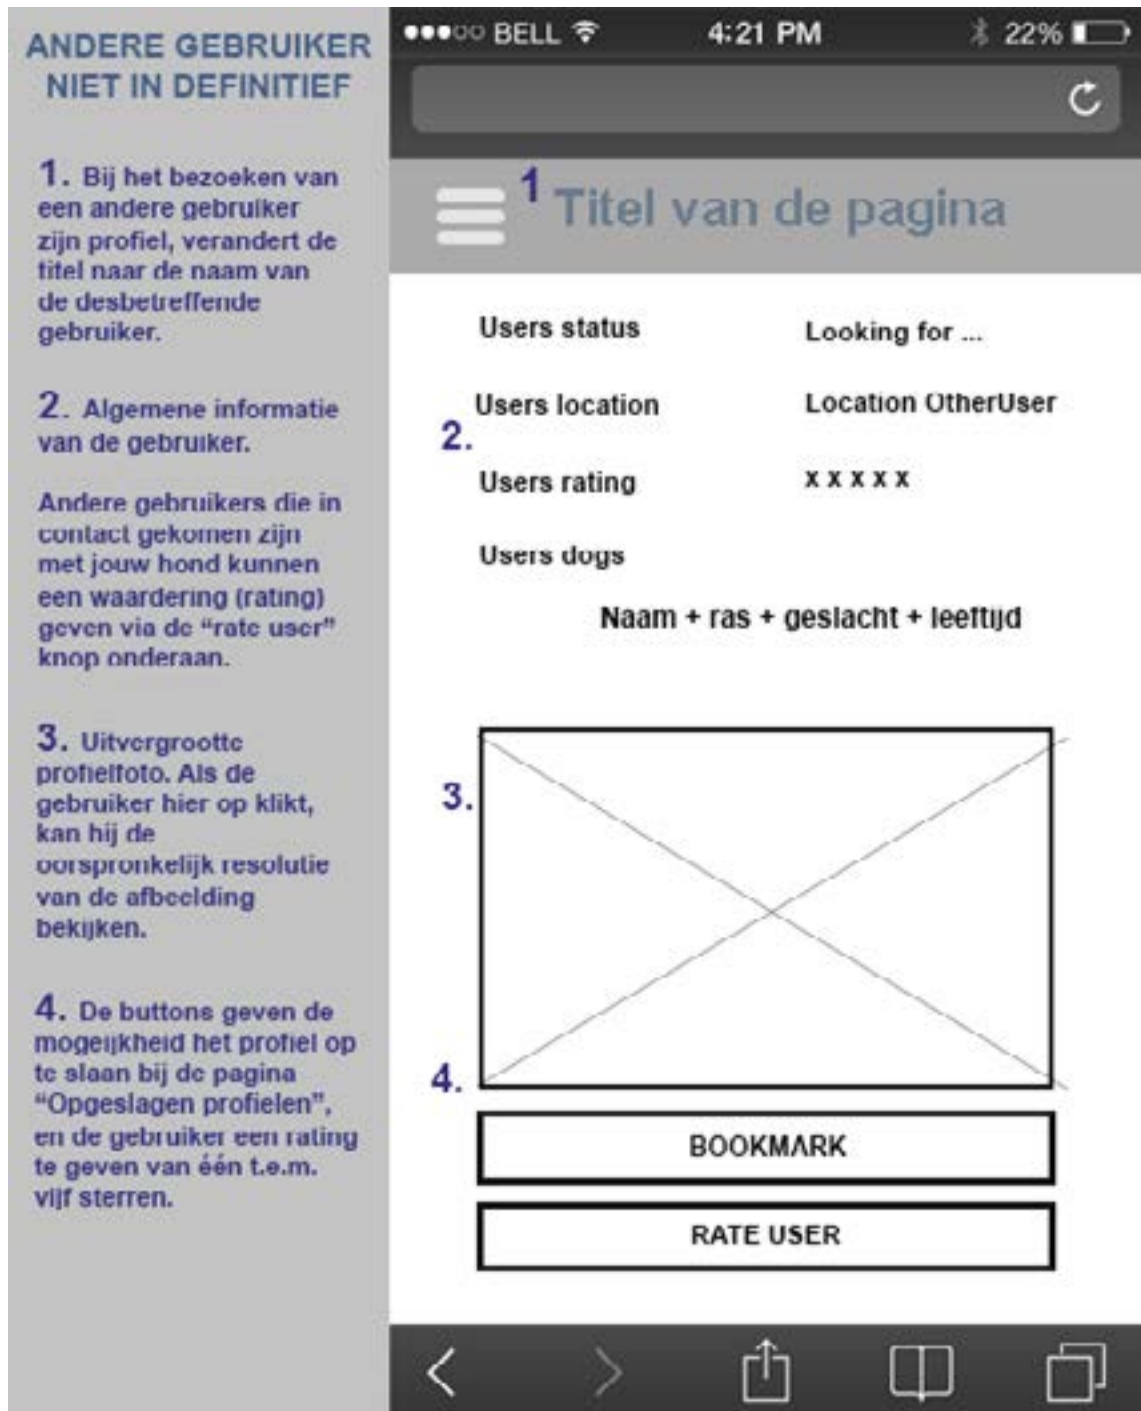 ANDERE GEBRUIKER
NIET IN DEFINITIEF
1. Bij het bezoeken van
een andere gebruiker
zijn profiel, verandert de
titel naar de naam van
de desbetreffende
gebruiker.
2. Algemene informatie
van de gebruiker.
Andere gebruikers die in
contact gekomen zijn
met jouw hond kunnen
een waardering (rating)
geven via de “rate user”
knop onderaan.
3. Uitvergrootte
profielfoto. Als de
gebruiker hier op klikt,
kan hij de
oorspronkelijk resolutie
van de afbeelding
bekijken.
4. De buttons geven de
mogeijkheid het profiel op
te slaan bij de pagina
“Opgeslagen profielen”,
en de gebruiker een rating
te geven van één t.e.m.
vijf sterren.
BELL 4:21 PM 22%
1 Titel van de pagina
Users status Looking for ...
Users location Location OtherUser
2.
Users rating x x x x x
Users dogs
Naam + ras + geslacht + leeftijd
3.
4.
BOOKMARK
RATE USER